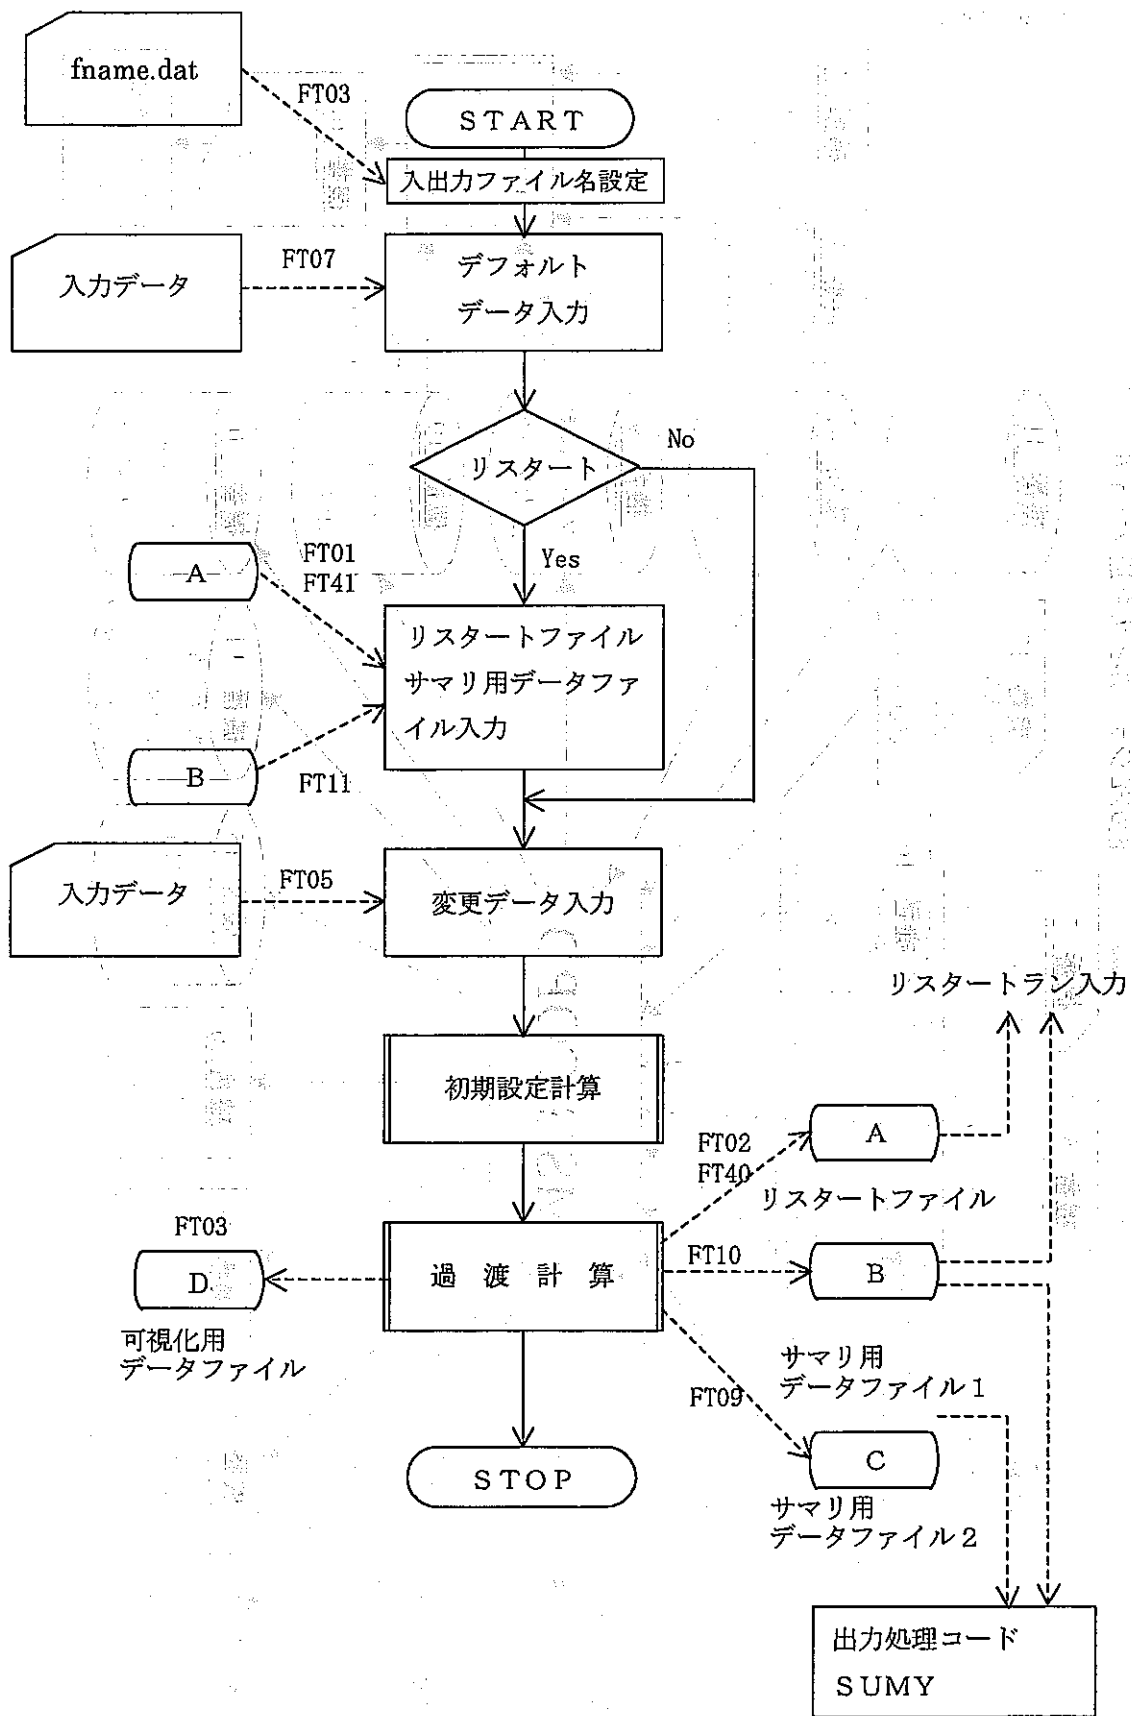 fname.dat
FT03
START
入出力ファイル名設定
入力データ
FT07
デフォルト
データ入力
リスタート
No
Yes
A
FT01
FT41
リスタートファイル
サマリ用データファ
イル入力
B
FT11
入力データ
FT05
変更データ入力
リスタートラン入力
初期設定計算
FT02
FT40
A
リスタートファイル
FT03
D
過渡計算
FT10
B
可視化用
データファイル
サマリ用
データファイル1
FT09
STOP
C
サマリ用
データファイル2
出力処理コード
SUMY